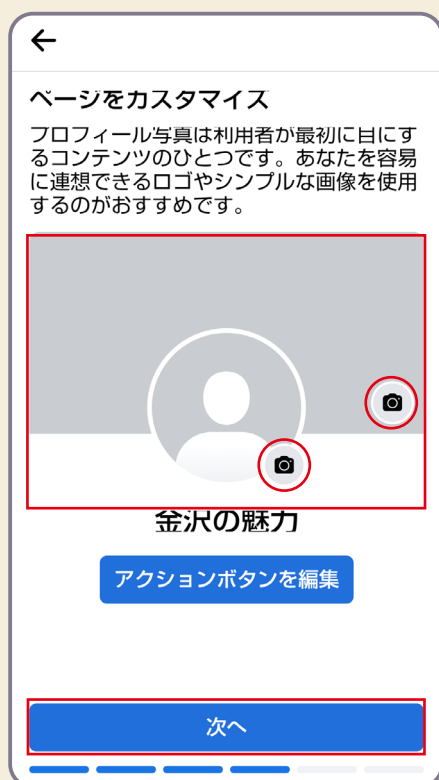 ページをカスタマイズ
プロフィール写真は利用者が最初に目にす
るコンテンツのひとつです。あなたを容易
に連想できるロゴやシンプルな画像を使用
するのがおすすめです。
金沢の魅力
アクションボタンを編集
次へ